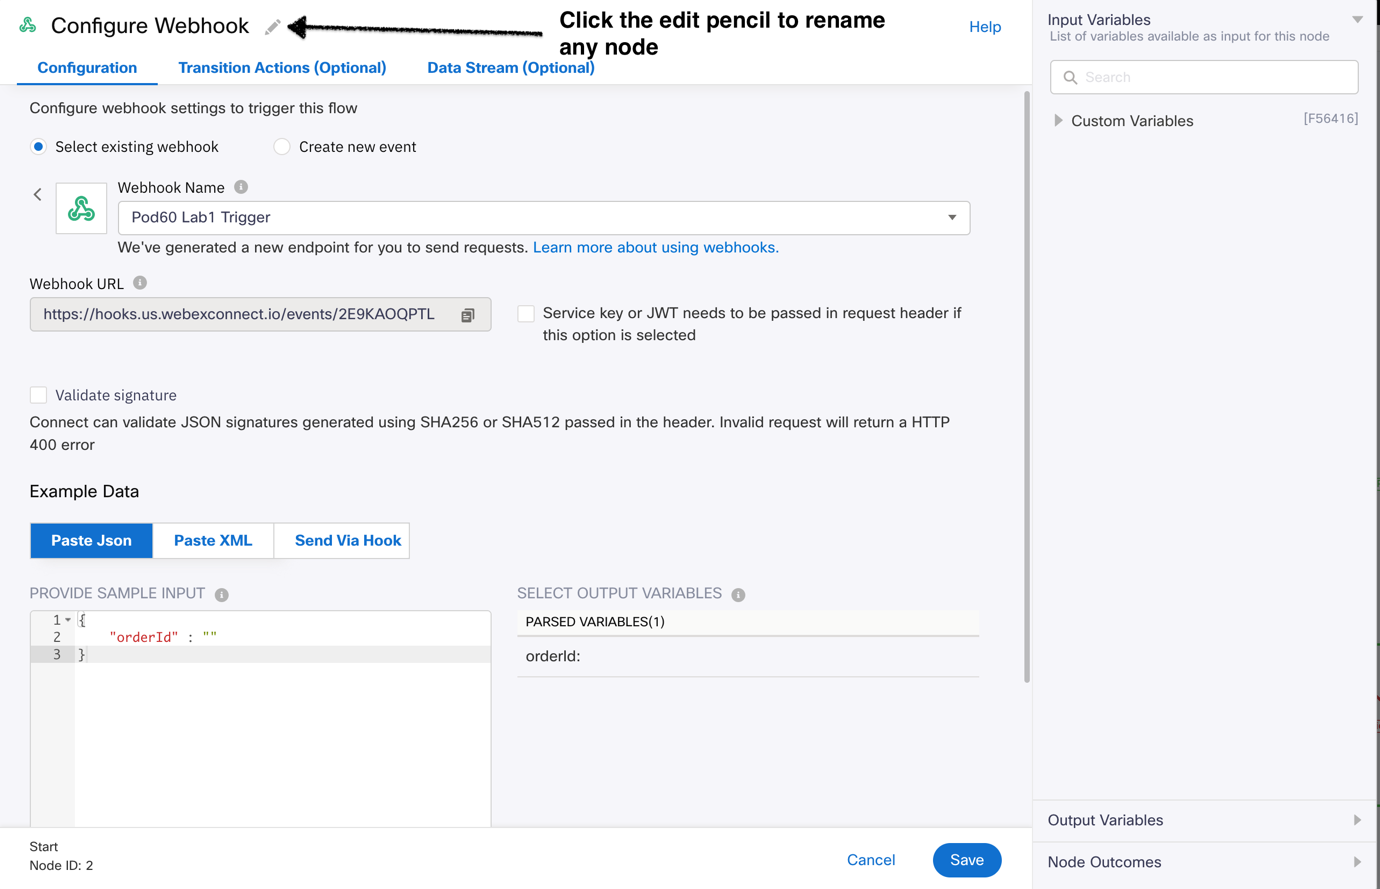 Configure Webhook
Click the edit pencil to rename
any node
Help
Configuration
Transition Actions (Optional)
Data Stream (Optional)
Configure webhook settings to trigger this flow
Select existing webhook
Create new event
Webhook Name
Pod60 Lab1 Trigger
We've generated a new endpoint for you to send requests. Learn more about using webhooks.
Webhook URL
https://hooks.us.webexconnect.io/events/2E9KAOQPTL
Service key or JWT needs to be passed in request header if
this option is selected
Validate signature
Connect can validate JSON signatures generated using SHA256 or SHA512 passed in the header. Invalid request will return a HTTP
400 error
Example Data
Paste Json
Paste XML
Send Via Hook
PROVIDE SAMPLE INPUT
1 {
2 "orderId" : ""
3 }
SELECT OUTPUT VARIABLES
PARSED VARIABLES(1)
orderId:
Start
Node ID: 2
Cancel
Save
Input Variables
List of variables available as input for this node
Search
Custom Variables
[F56416]
Output Variables
Node Outcomes